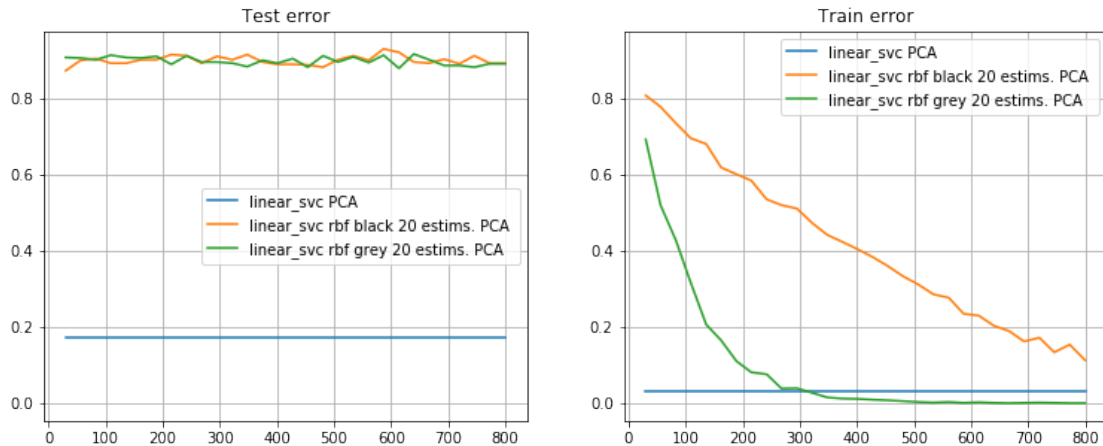 Test error
0.8
0.6
0.4
0.2
0.0
linear_svc PCA
linear_svc rbf black 20 estims. PCA
linear_svc rbf grey 20 estims. PCA
0 100 200 300 400 500 600 700 800
Train error
linear_svc PCA
linear_svc rbf black 20 estims. PCA
linear_svc rbf grey 20 estims. PCA
0.8
0.6
0.4
0.2
0.0
0 100 200 300 400 500 600 700 800